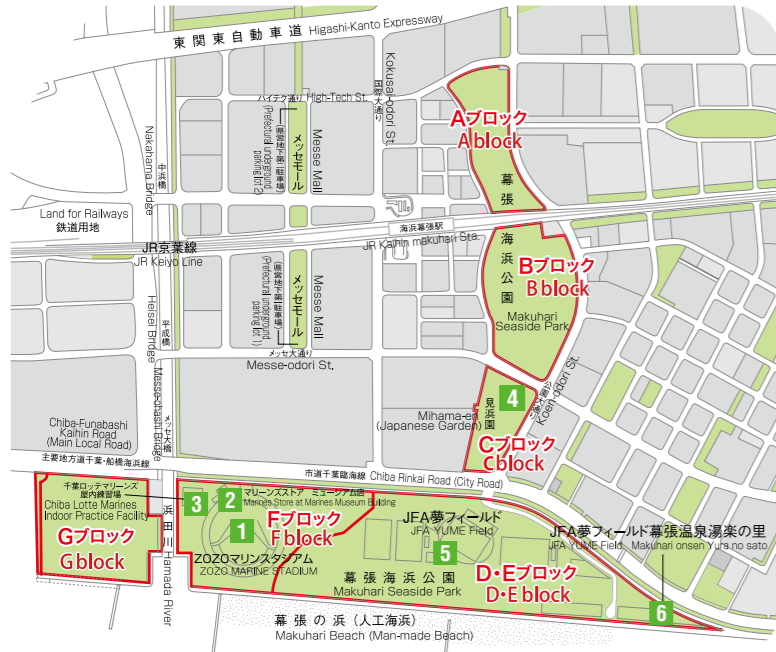 東関東自動車道 Higashi-Kanto Expressway
国際大通り
Kokusai-odori St.
ハイテク通り High-Tech St.
Aブロック
A block
幕張海浜公園
Makuhari
Seaside Park
Bブロック
B block
Nakahama Bridge
中浜橋
(県営地下第二駐車場)
(Prefectural underground
parking lot 2)
メッセモール
Messe Mall
Land for Railways
鉄道用地
JR京葉線
JR Keiyo Line
海浜幕張駅
JR Kaihin makuhari Sta.
Heisei Bridge
平成橋
(県営地下第一駐車場)
(Prefectural underground
parking lot 1)
メッセモール
Messe Mall
メッセ大通り
Messe-odori St.
公園大通り
Koen-odori St.
4
見浜園
Mihama-en
(Japanese Garden)
Cブロック
C block
Messe-ohashi Bridge
メッセ大橋
Chiba-Funabashi
Kaihin Road
(Main Local Road)
主要地方道千葉・船橋海浜線
市道千葉臨海線 Chiba Rinkai Road (City Road)
千葉ロッテマリーンズ
屋内練習場
Chiba Lotte Marines
Indoor Practice Facility
Gブロック
G block
浜田川 Hamada River
3
2
マリーンズストア ミュージアム店
Marines Store at Marines Museum Building
1
Fブロック
F block
ZOZOマリンスタジアム
ZOZO MARINE STADIUM
JFA夢フィールド
JFA YUME Field
5
JFA夢フィールド幕張温泉湯楽の里
JFA YUME Field Makuhari onsen Yura no sato
幕張海浜公園
Makuhari Seaside Park
D・Eブロック
D・E block
6
幕張の浜（人工海浜）
Makuhari Beach (Man-made Beach)